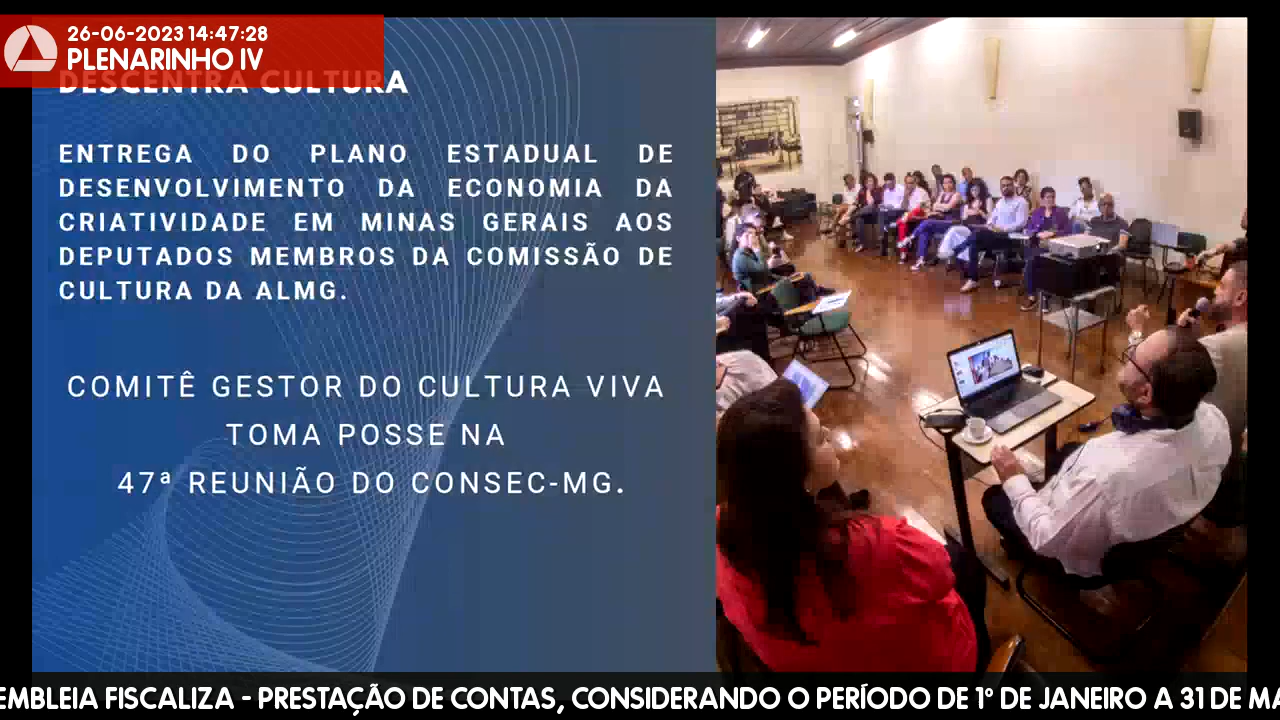 26-06-2023 14:47:28
PLENARINHO IV
DESCENTRA CULTURA
ENTREGA DO PLANO ESTADUAL DE
DESENVOLVIMENTO DA ECONOMIA DA
CRIATIVIDADE EM MINAS GERAIS AOS
DEPUTADOS MEMBROS DA COMISSÃO DE
CULTURA DA ALMG.
COMITÊ GESTOR DO CULTURA VIVA
TOMA POSSE NA
47ª REUNIÃO DO CONSEC-MG.
EMBLEIA FISCALIZA - PRESTAÇÃO DE CONTAS, CONSIDERANDO O PERÍODO DE 1º DE JANEIRO A 31 DE MA